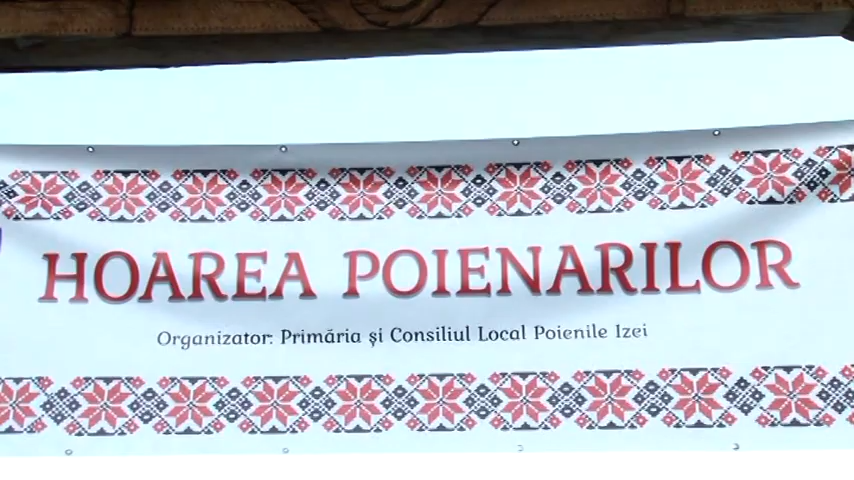 HOAREA POIENARILOR
Organizator: Primăria și Consiliul Local Poienile Izei